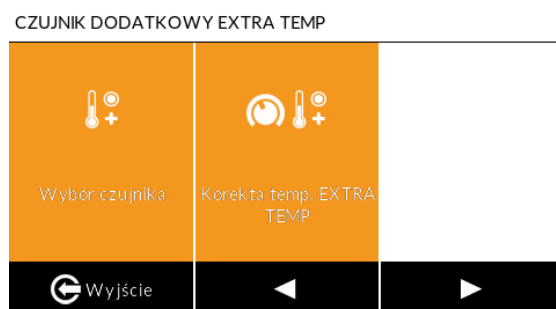 CZUJNIK DODATKOWY EXTRA TEMP
Wybór czujnika
Korekta temp. EXTRA
TEMP
Wyjście